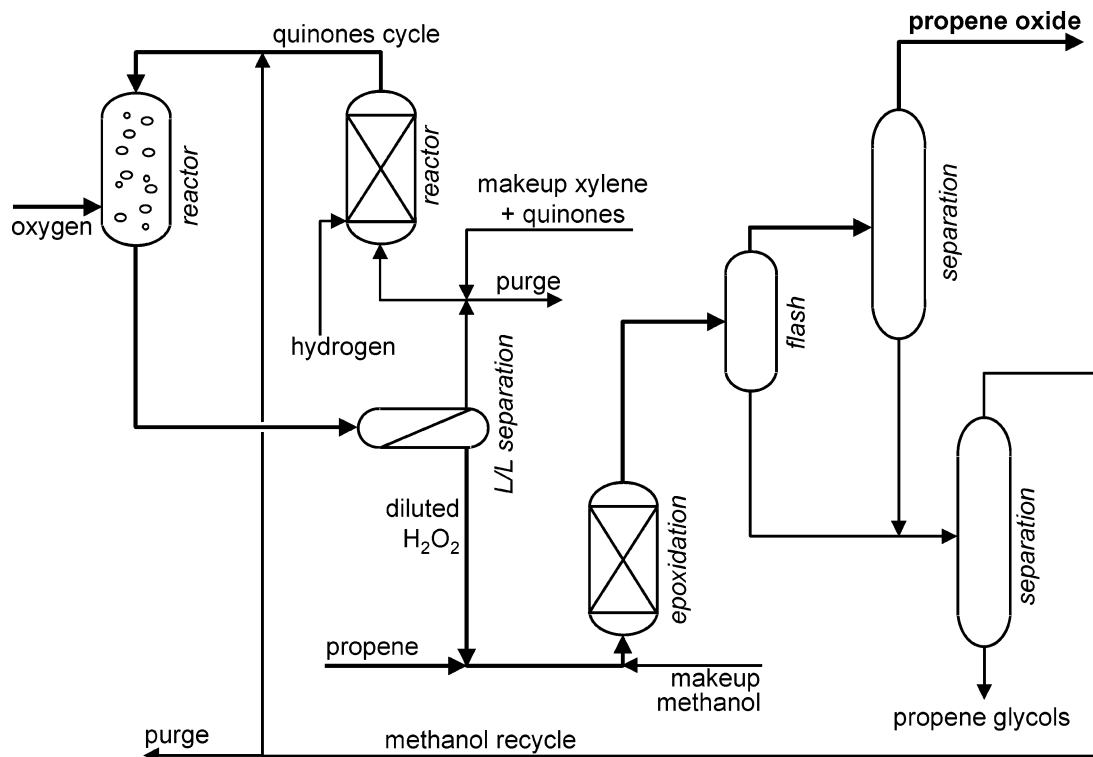 propene oxide
quinones cycle
reactor
reactor
separation
makeup xylene
+ quinones
oxygen
purge
flash
hydrogen
L/L separation
diluted
H₂O₂
epoxidation
separation
propene
makeup
methanol
propene glycols
purge
methanol recycle